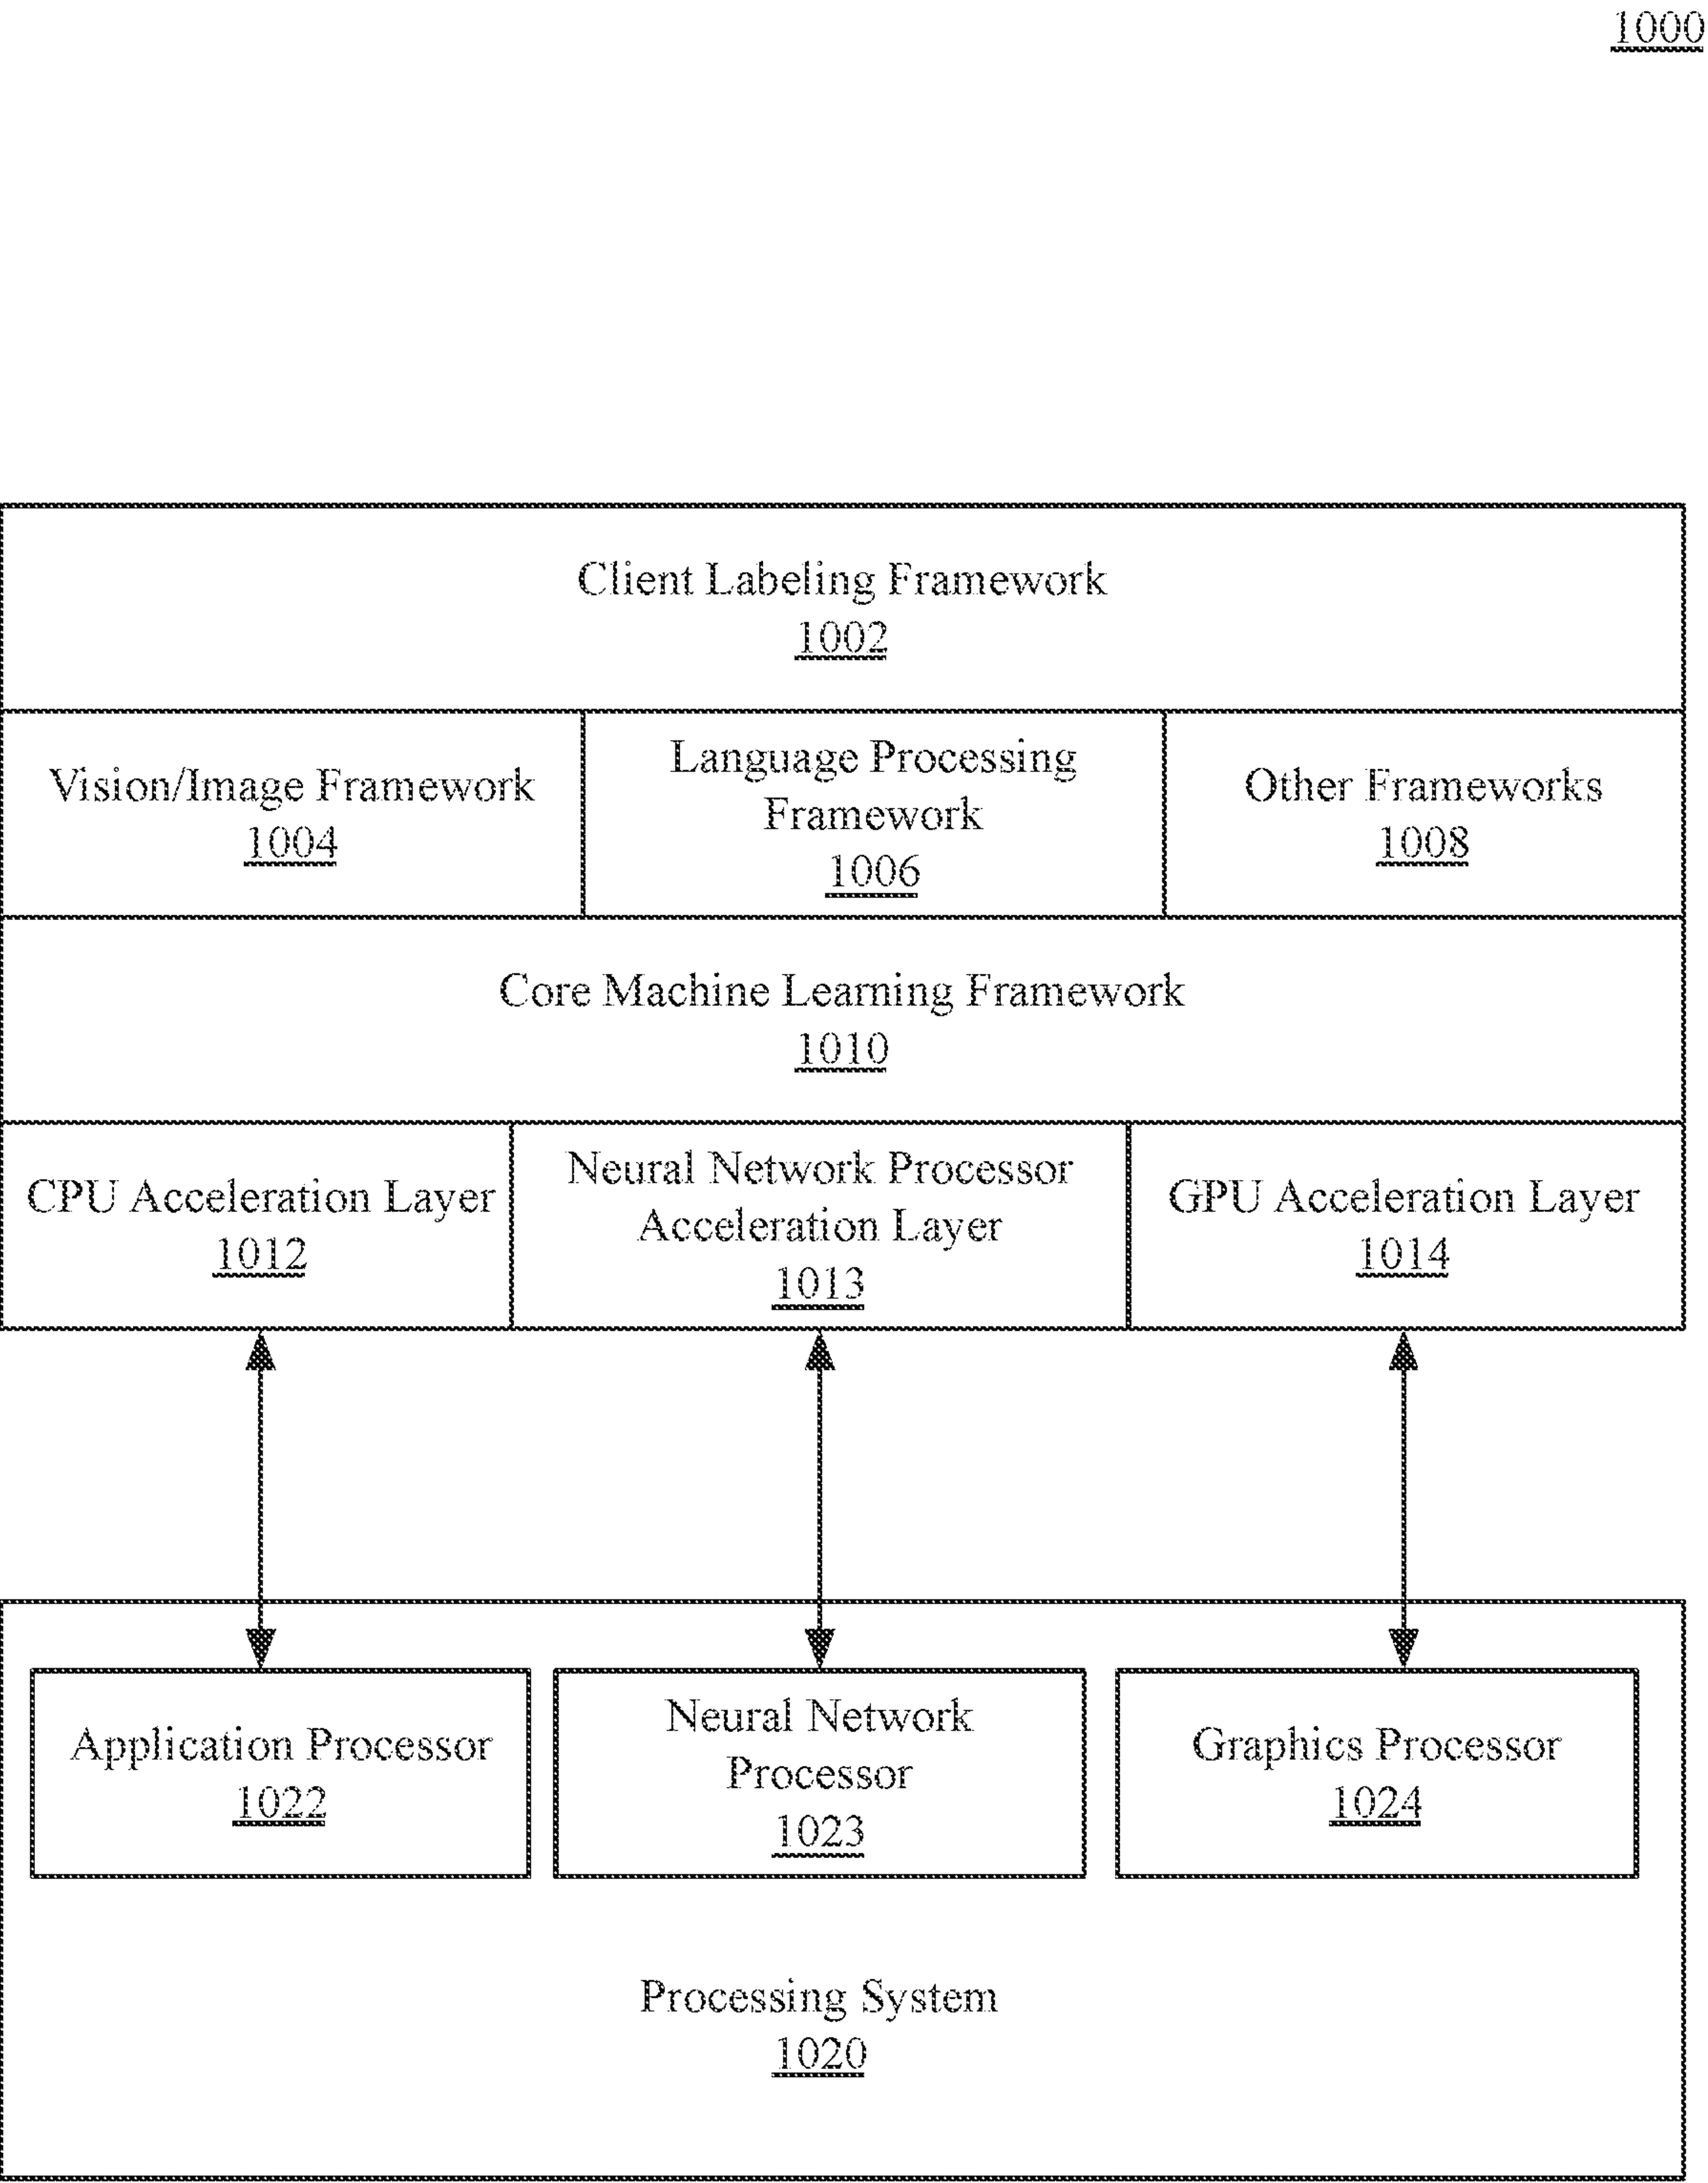 1000
Client Labeling Framework
1002
Vision/Image Framework
1004
Language Processing
Framework
1006
Other Frameworks
1008
Core Machine Learning Framework
1010
CPU Acceleration Layer
1012
Neural Network Processor
Acceleration Layer
1013
GPU Acceleration Layer
1014
Application Processor
1022
Neural Network
Processor
1023
Graphics Processor
1024
Processing System
1020